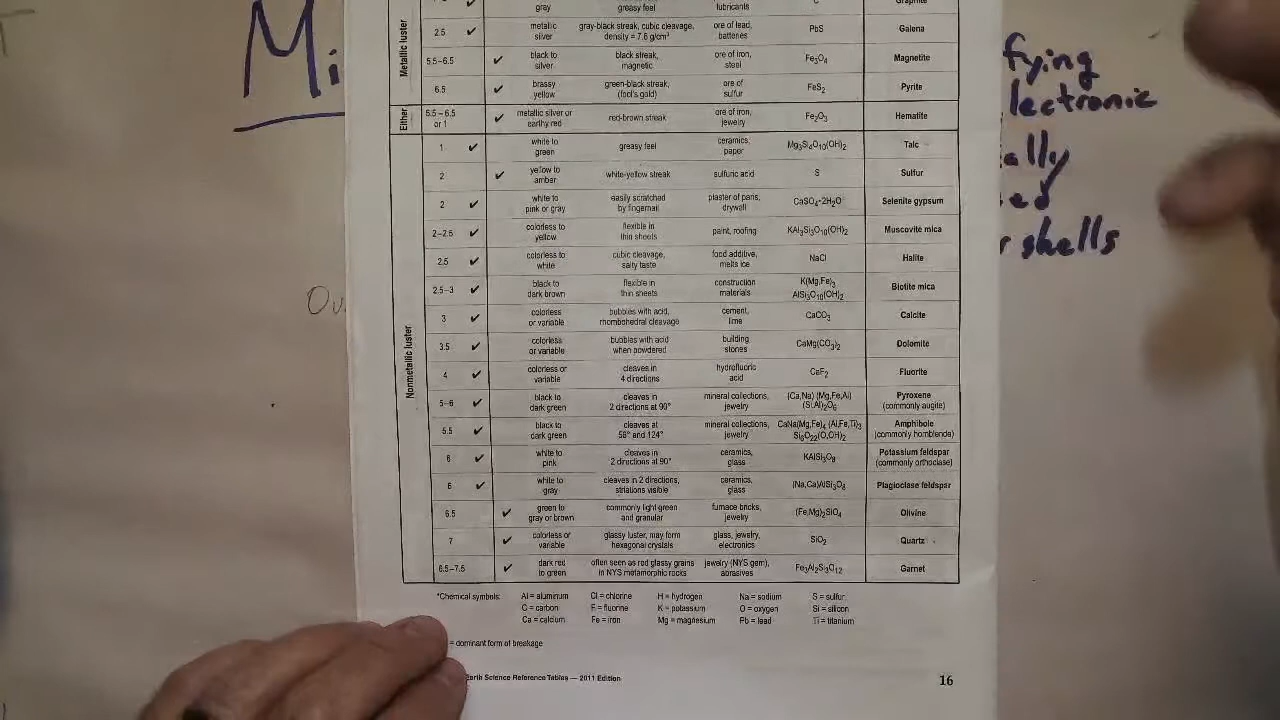 Mi
fying
lectronic
ally
ed
r shells
Ou
Metallic luster
gray greasy feel lubricants C Graphite
2.5 ✔ metallic silver gray-black streak, cubic cleavage, density = 7.6 g/cm³ ore of lead, batteries PbS Galena
5.5–6.5 ✔ black to silver black streak, magnetic ore of iron, steel Fe₃O₄ Magnetite
6.5 ✔ brassy yellow green-black streak, (fool's gold) ore of sulfur FeS₂ Pyrite
Either
5.5 – 6.5 or 1 ✔ metallic silver or earthy red red-brown streak ore of iron, jewelry Fe₂O₃ Hematite
Nonmetallic luster
1 ✔ white to green greasy feel ceramics, paper Mg₃Si₄O₁₀(OH)₂ Talc
2 ✔ yellow to amber white-yellow streak sulfuric acid S Sulfur
2 ✔ white to pink or gray easily scratched by fingernail plaster of paris, drywall CaSO₄•2H₂O Selenite gypsum
2–2.5 ✔ colorless to yellow flexible in thin sheets paint, roofing KAl₃Si₃O₁₀(OH)₂ Muscovite mica
2.5 ✔ colorless to white cubic cleavage, salty taste food additive, melts ice NaCl Halite
2.5–3 ✔ black to dark brown flexible in thin sheets construction materials K(Mg,Fe)₃ AlSi₃O₁₀(OH)₂ Biotite mica
3 ✔ colorless or variable bubbles with acid, rhombohedral cleavage cement, lime CaCO₃ Calcite
3.5 ✔ colorless or variable bubbles with acid when powdered building stones CaMg(CO₃)₂ Dolomite
4 ✔ colorless or variable cleaves in 4 directions hydrofluoric acid CaF₂ Fluorite
5–6 ✔ black to dark green cleaves in 2 directions at 90° mineral collections, jewelry (Ca,Na) (Mg,Fe,Al) (Si,Al)₂O₆ Pyroxene (commonly augite)
5.5 ✔ black to dark green cleaves at 56° and 124° mineral collections, jewelry CaNa(Mg,Fe)₄ (Al,Fe,Ti)₃ Si₆O₂₂(O,OH)₂ Amphibole (commonly hornblende)
6 ✔ white to pink cleaves in 2 directions at 90° ceramics, glass KAlSi₃O₈ Potassium feldspar (commonly orthoclase)
6 ✔ white to gray cleaves in 2 directions, striations visible ceramics, glass (Na,Ca)AlSi₃O₈ Plagioclase feldspar
6.5 ✔ green to gray or brown commonly light green and granular furnace bricks, jewelry (Fe,Mg)₂SiO₄ Olivine
7 ✔ colorless or variable glassy luster, may form hexagonal crystals glass, jewelry, electronics SiO₂ Quartz
6.5–7.5 ✔ dark red to green often seen as red glassy grains in NYS metamorphic rocks jewelry (NYS gem), abrasives Fe₃Al₂Si₃O₁₂ Garnet
*Chemical symbols: Al = aluminum Cl = chlorine H = hydrogen Na = sodium S = sulfur
C = carbon F = fluorine K = potassium O = oxygen Si = silicon
Ca = calcium Fe = iron Mg = magnesium Pb = lead Ti = titanium
= dominant form of breakage
arth Science Reference Tables — 2011 Edition 16